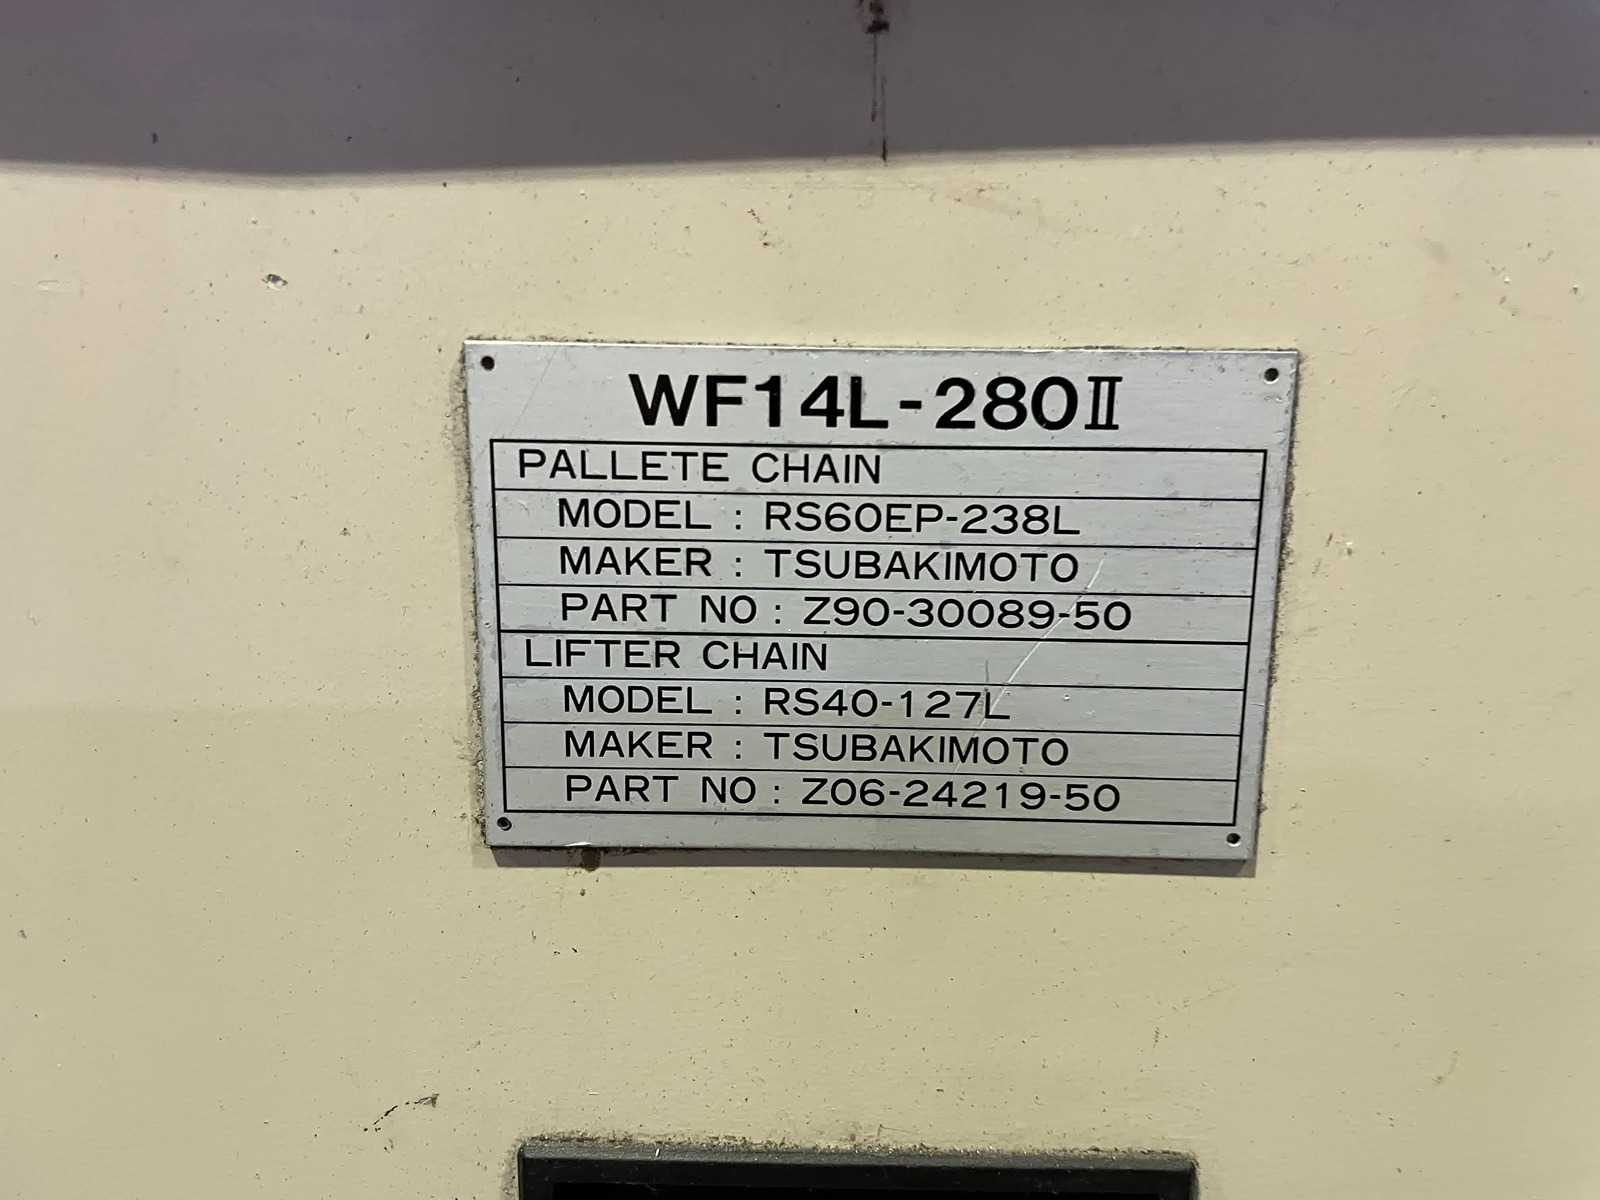 WF14L-280Ⅱ
PALLETE CHAIN
MODEL : RS60EP-238L
MAKER : TSUBAKIMOTO
PART NO : Z90-30089-50
LIFTER CHAIN
MODEL : RS40-127L
MAKER : TSUBAKIMOTO
PART NO : Z06-24219-50